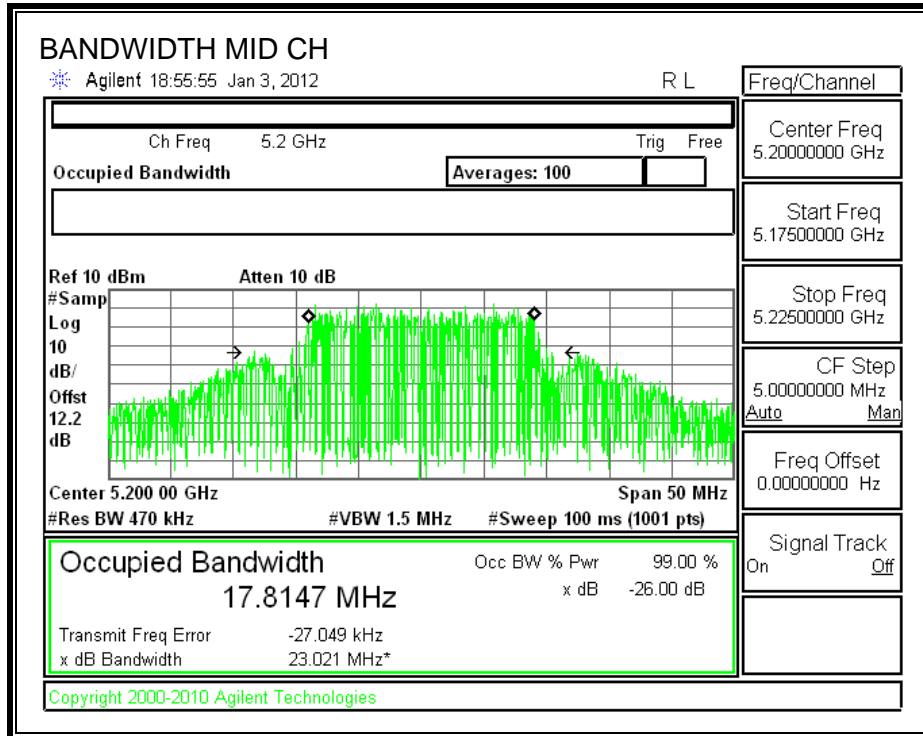 BANDWIDTH MID CH
Agilent 18:55:55 Jan 3, 2012 R L
Ch Freq 5.2 GHz Trig Free
Occupied Bandwidth Averages: 100
Ref 10 dBm Atten 10 dB
#Samp
Log
10
dB/
Offst
12.2
dB
Center 5.200 00 GHz Span 50 MHz
#Res BW 470 kHz #VBW 1.5 MHz #Sweep 100 ms (1001 pts)
Occupied Bandwidth Occ BW % Pwr 99.00 %
17.8147 MHz x dB -26.00 dB
Transmit Freq Error -27.049 kHz
x dB Bandwidth 23.021 MHz*
Copyright 2000-2010 Agilent Technologies
Freq/Channel
Center Freq
5.20000000 GHz
Start Freq
5.17500000 GHz
Stop Freq
5.22500000 GHz
CF Step
5.00000000 MHz
Auto Man
Freq Offset
0.00000000 Hz
Signal Track
On Off